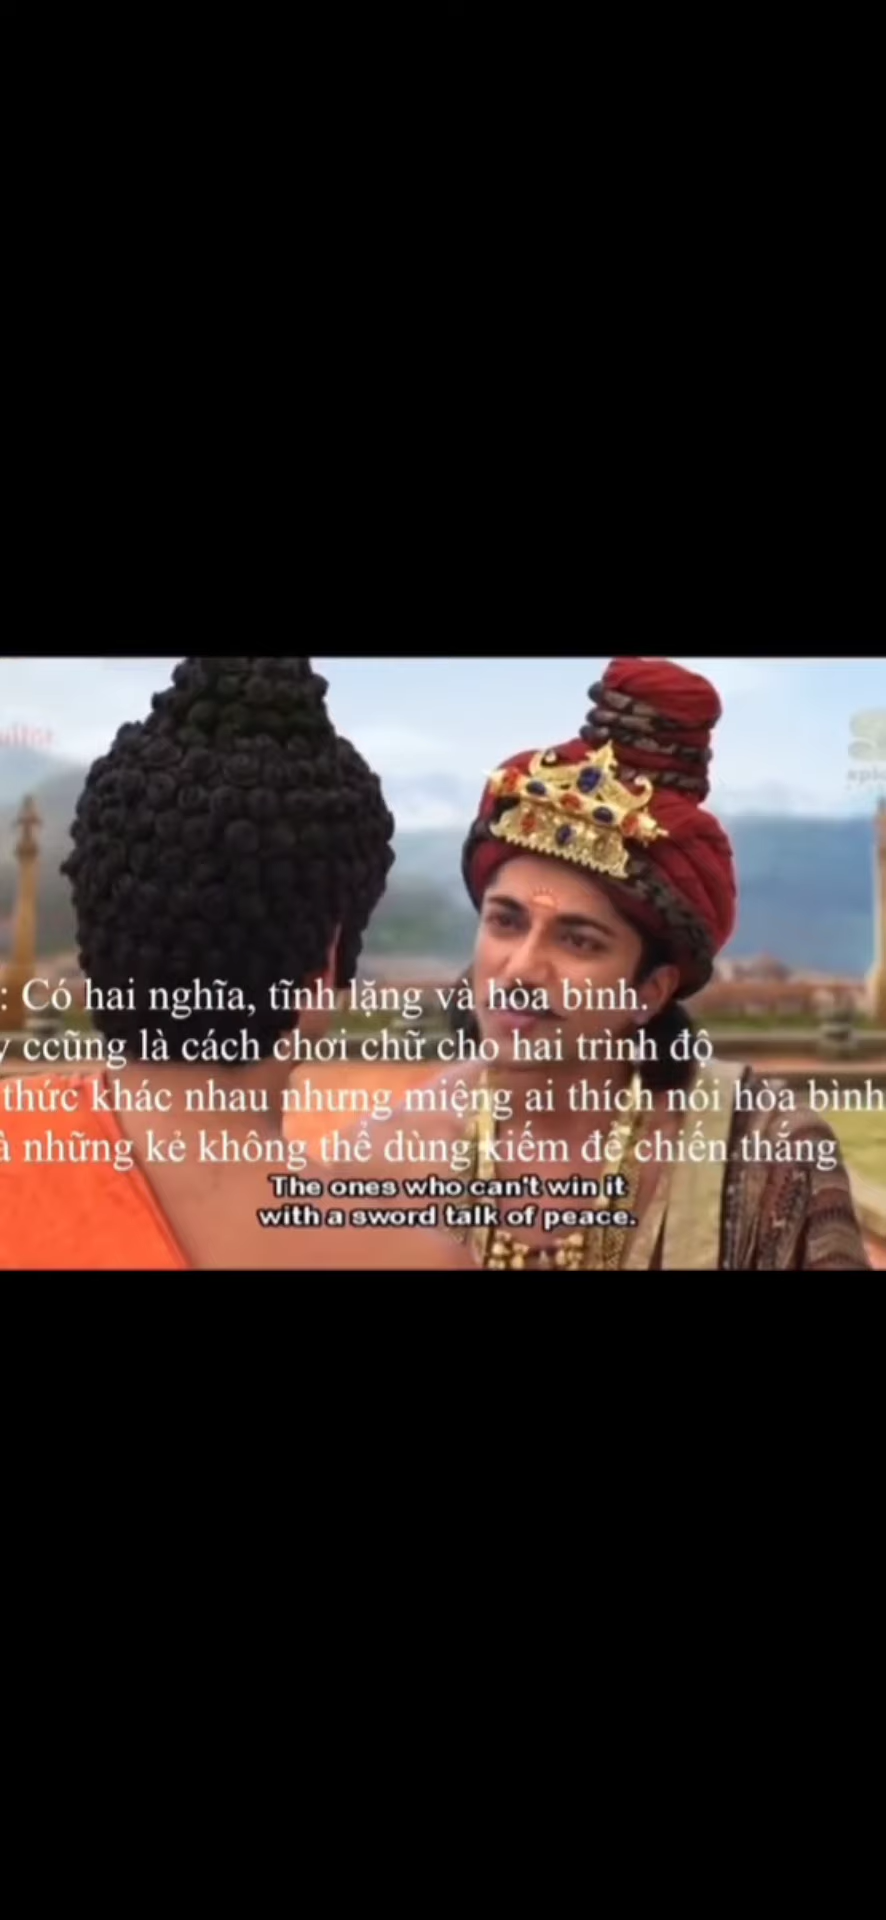 : Có hai nghĩa, tĩnh lặng và hòa bình.
ccũng là cách chơi chữ cho hai trình độ
thức khác nhau nhưng miệng ai thích nói hòa bình
những kẻ không thể dùng kiếm để chiến thắng
The ones who can't win it
with a sword talk of peace.